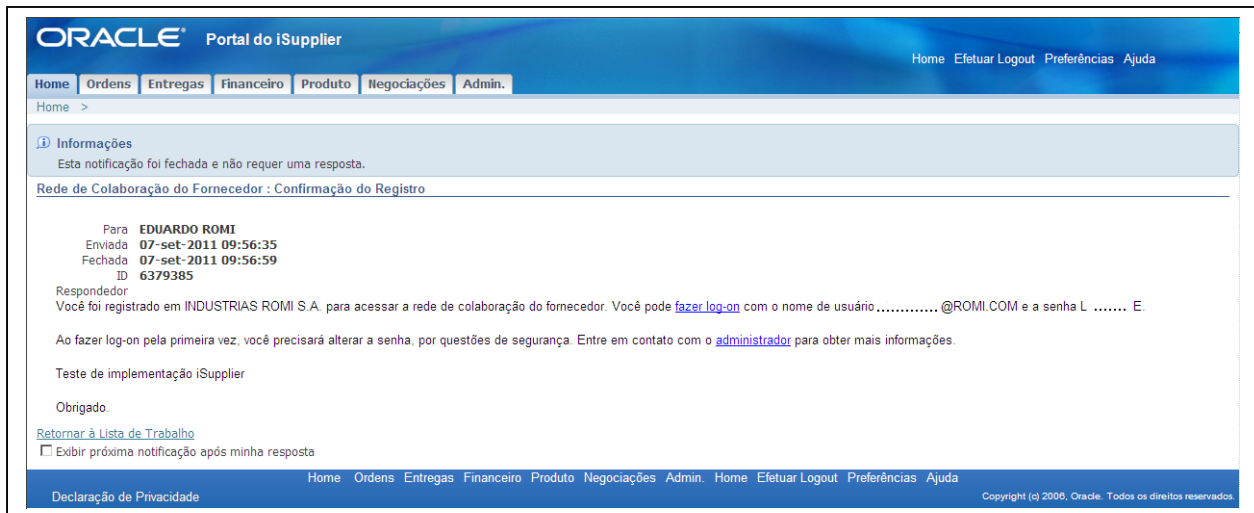 ORACLE® Portal do iSupplier
Home Efetuar Logout Preferências Ajuda
Home Ordens Entregas Financeiro Produto Negociações Admin.
Home >
Informações
Esta notificação foi fechada e não requer uma resposta.
Rede de Colaboração do Fornecedor : Confirmação do Registro
Para EDUARDO ROMI
Enviada 07-set-2011 09:56:35
Fechada 07-set-2011 09:56:59
ID 6379385
Respondedor
Você foi registrado em INDUSTRIAS ROMI S.A. para acessar a rede de colaboração do fornecedor. Você pode fazer log-on com o nome de usuário ............. @ROMI.COM e a senha L ....... E.
Ao fazer log-on pela primeira vez, você precisará alterar a senha, por questões de segurança. Entre em contato com o administrador para obter mais informações.
Teste de implementação iSupplier
Obrigado.
Retornar à Lista de Trabalho
Exibir próxima notificação após minha resposta
Home Ordens Entregas Financeiro Produto Negociações Admin. Home Efetuar Logout Preferências Ajuda
Declaração de Privacidade
Copyright (c) 2006, Oracle. Todos os direitos reservados.